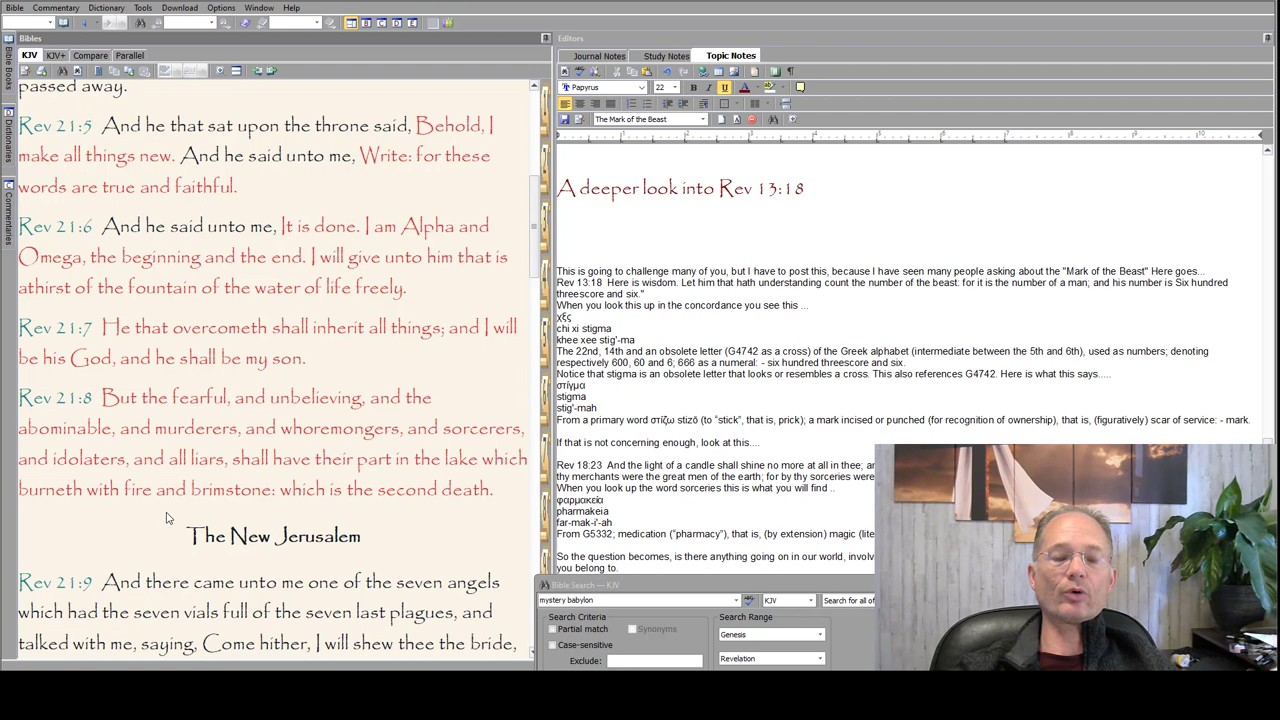 Bible Commentary Dictionary Tools Download Options Window Help
B C D E
Bibles
KJV KJV+ Compare Parallel
Bible Books
Dictionaries
Commentaries
passed away.
Rev 21:5 And he that sat upon the throne said, Behold, I
make all things new. And he said unto me, Write: for these
words are true and faithful.
Rev 21:6 And he said unto me, It is done. I am Alpha and
Omega, the beginning and the end. I will give unto him that is
athirst of the fountain of the water of life freely.
Rev 21:7 He that overcometh shall inherit all things; and I will
be his God, and he shall be my son.
Rev 21:8 But the fearful, and unbelieving, and the
abominable, and murderers, and whoremongers, and sorcerers,
and idolaters, and all liars, shall have their part in the lake which
burneth with fire and brimstone: which is the second death.
The New Jerusalem
Rev 21:9 And there came unto me one of the seven angels
which had the seven vials full of the seven last plagues, and
talked with me, saying, Come hither, I will shew thee the bride,
Editors
Journal Notes Study Notes Topic Notes
Papyrus 22 B I U A
The Mark of the Beast
1 2 3 4 5 6 7 8 9 10
A deeper look into Rev 13:18
This is going to challenge many of you, but I have to post this, because I have seen many people asking about the "Mark of the Beast" Here goes...
Rev 13:18 Here is wisdom. Let him that hath understanding count the number of the beast: for it is the number of a man; and his number is Six hundred
threescore and six."
When you look this up in the concordance you see this ...
χξς
chi xi stigma
khee xee stig'-ma
The 22nd, 14th and an obsolete letter (G4742 as a cross) of the Greek alphabet (intermediate between the 5th and 6th), used as numbers; denoting
respectively 600, 60 and 6; 666 as a numeral: - six hundred threescore and six.
Notice that stigma is an obsolete letter that looks or resembles a cross. This also references G4742. Here is what this says.....
στίγμα
stigma
stig'-mah
From a primary word στίζω stizō (to “stick”, that is, prick); a mark incised or punched (for recognition of ownership), that is, (figuratively) scar of service: - mark.
If that is not concerning enough, look at this....
Rev 18:23 And the light of a candle shall shine no more at all in thee;
thy merchants were the great men of the earth; for by thy sorceries were
When you look up the word sorceries this is what you will find ..
φαρμακεία
pharmakeia
far-mak-i'-ah
From G5332; medication (“pharmacy”), that is, (by extension) magic
So the question becomes, is there anything going on in our world, involv
you belong to.
Bible Search — KJV
mystery babylon KJV Search for all of
Search Criteria Search Range
Partial match Synonyms Genesis
Case-sensitive
Exclude: Revelation